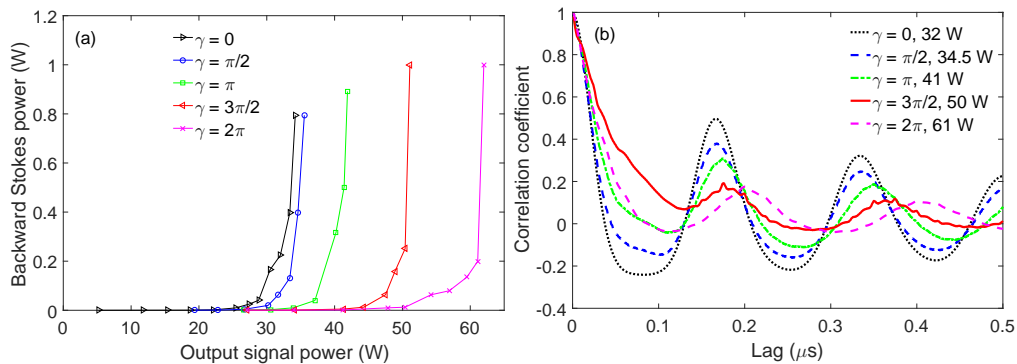 (a)
γ = 0
γ = π/2
γ = π
γ = 3π/2
γ = 2π
Backward Stokes power (W)
0
0.2
0.4
0.6
0.8
1
1.2
0 10 20 30 40 50 60
Output signal power (W)
(b)
γ = 0, 32 W
γ = π/2, 34.5 W
γ = π, 41 W
γ = 3π/2, 50 W
γ = 2π, 61 W
Correlation coefficient
-0.4
-0.2
0
0.2
0.4
0.6
0.8
1
0 0.1 0.2 0.3 0.4 0.5
Lag (μs)